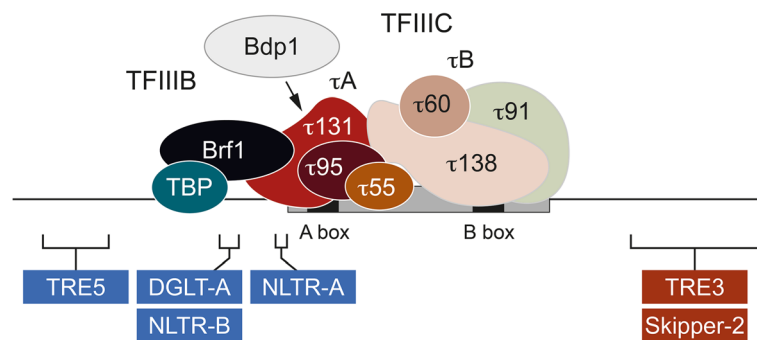 TFIIIC
Bdp1
τB
TFIIIB
τA
τ60
τ91
τ131
Brf1
τ95
τ138
TBP
τ55
A box
B box
TRE5
DGLT-A
NLTR-A
TRE3
NLTR-B
Skipper-2